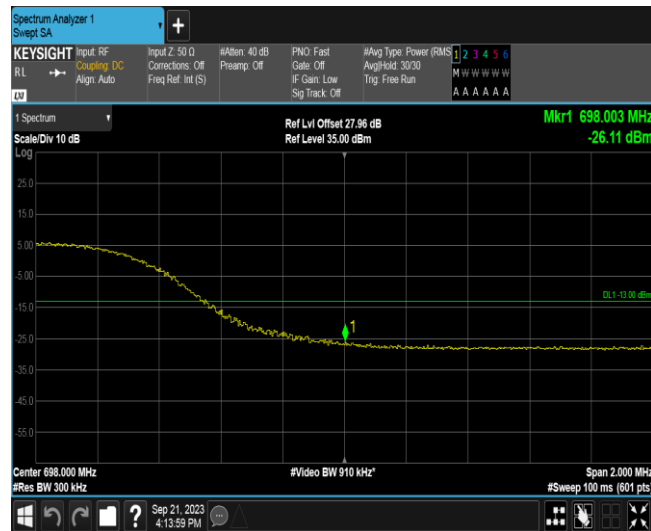 Spectrum Analyzer 1
Swept SA
KEYSIGHT Input: RF Input Z: 50 Ω #Atten: 40 dB PNO: Fast #Avg Type: Power (RMS 1 2 3 4 5 6
RL Coupling: DC Corrections: Off Preamp: Off Gate: Off Avg|Hold: 30/30 M W W W W W
Align: Auto Freq Ref: Int (S) IF Gain: Low Trig: Free Run
LXI Sig Track: Off A A A A A A
1 Spectrum Ref Lvl Offset 27.96 dB Mkr1 698.003 MHz
Scale/Div 10 dB Ref Level 35.00 dBm -26.11 dBm
Log
25.0
15.0
5.00
-5.00
DL1 -13.00 dBm
-15.0
1
-25.0
-35.0
-45.0
-55.0
Center 698.000 MHz #Video BW 910 kHz* Span 2.000 MHz
#Res BW 300 kHz #Sweep 100 ms (601 pts)
? Sep 21, 2023
4:13:59 PM